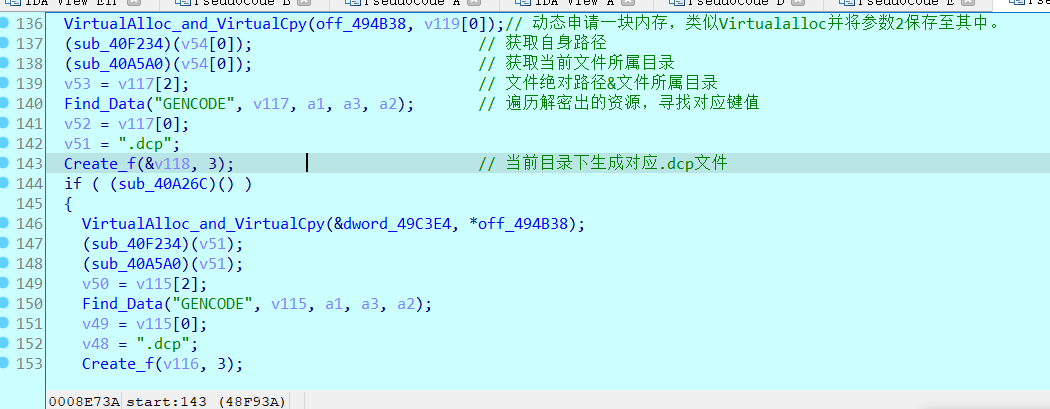 136 VirtualAlloc_and_VirtualCpy(off_494B38, v119[0]);// 动态申请一块内存，类似Virtualalloc并将参数2保存至其中。
137 (sub_40F234)(v54[0]); // 获取自身路径
138 (sub_40A5A0)(v54[0]); // 获取当前文件所属目录
139 v53 = v117[2]; // 文件绝对路径&文件所属目录
140 Find_Data("GENCODE", v117, a1, a3, a2); // 遍历解密出的资源，寻找对应键值
141 v52 = v117[0];
142 v51 = ".dcp";
143 Create_f(&v118, 3); // 当前目录下生成对应.dcp文件
144 if ( (sub_40A26C)() )
145 {
146 VirtualAlloc_and_VirtualCpy(&dword_49C3E4, *off_494B38);
147 (sub_40F234)(v51);
148 (sub_40A5A0)(v51);
149 v50 = v115[2];
150 Find_Data("GENCODE", v115, a1, a3, a2);
151 v49 = v115[0];
152 v48 = ".dcp";
153 Create_f(v116, 3);
0008E73A start:143 (48F93A)